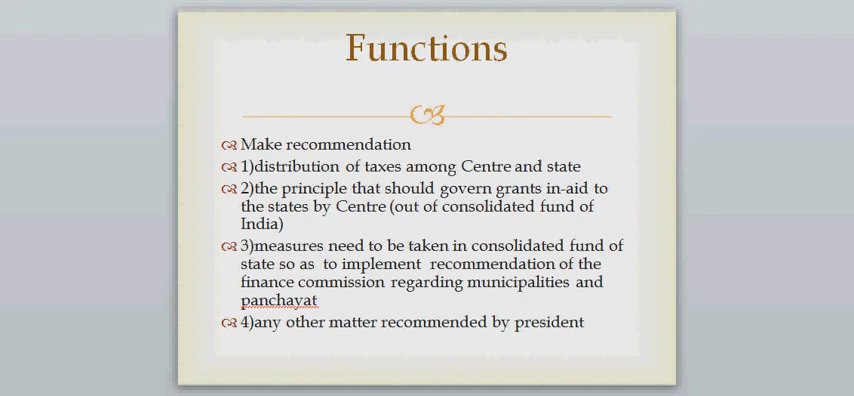 Functions
Make recommendation
1)distribution of taxes among Centre and state
2)the principle that should govern grants in-aid to
the states by Centre (out of consolidated fund of
India)
3)measures need to be taken in consolidated fund of
state so as  to implement  recommendation of the
finance commission regarding municipalities and
panchayat
4)any other matter recommended by president